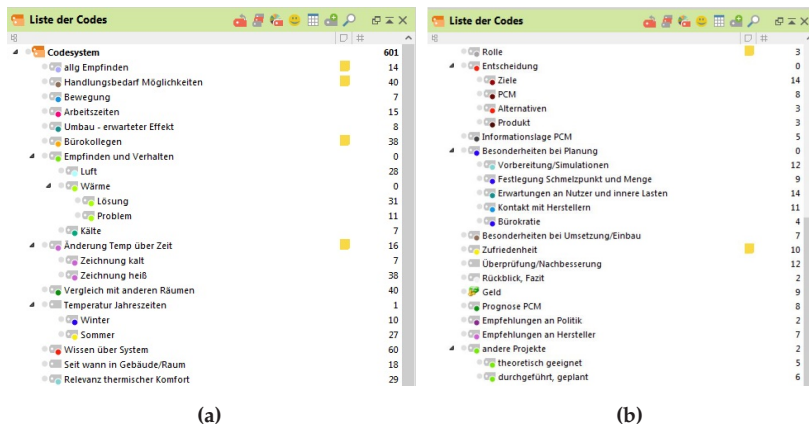 Liste der Codes
#
Codesystem 601
allg Empfinden 14
Handlungsbedarf Möglichkeiten 40
Bewegung 7
Arbeitszeiten 15
Umbau - erwarteter Effekt 8
Bürokollegen 38
Empfinden und Verhalten 0
Luft 28
Wärme 0
Lösung 31
Problem 11
Kälte 7
Änderung Temp über Zeit 16
Zeichnung kalt 7
Zeichnung heiß 38
Vergleich mit anderen Räumen 40
Temperatur Jahreszeiten 1
Winter 10
Sommer 27
Wissen über System 60
Seit wann in Gebäude/Raum 18
Relevanz thermischer Komfort 29
(a)
Liste der Codes
#
Rolle 3
Entscheidung 0
Ziele 14
PCM 8
Alternativen 3
Produkt 3
Informationslage PCM 5
Besonderheiten bei Planung 0
Vorbereitung/Simulationen 12
Festlegung Schmelzpunkt und Menge 9
Erwartungen an Nutzer und innere Lasten 14
Kontakt mit Herstellern 11
Bürokratie 4
Besonderheiten bei Umsetzung/Einbau 7
Zufriedenheit 10
Überprüfung/Nachbesserung 12
Rückblick, Fazit 2
Geld 9
Prognose PCM 8
Empfehlungen an Politik 2
Empfehlungen an Hersteller 7
andere Projekte 2
theoretisch geeignet 5
durchgeführt, geplant 6
(b)